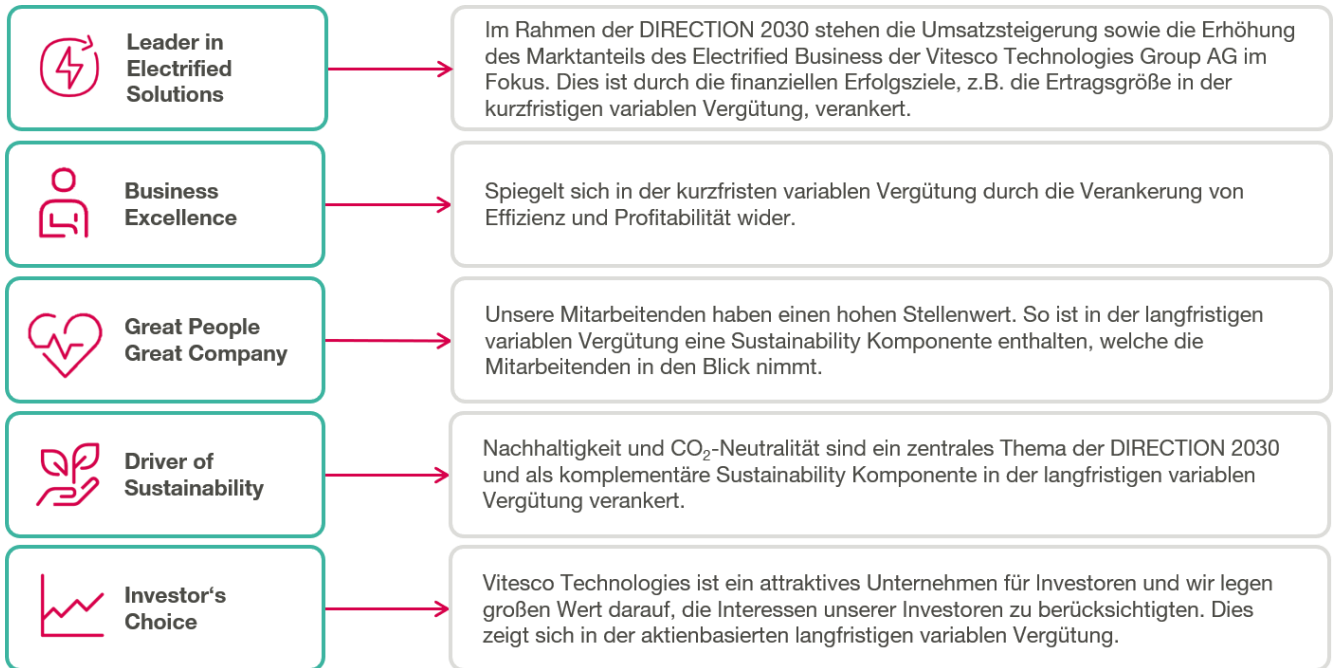 Leader in
Electrified
Solutions
Im Rahmen der DIRECTION 2030 stehen die Umsatzsteigerung sowie die Erhöhung
des Marktanteils des Electrified Business der Vitesco Technologies Group AG im
Fokus. Dies ist durch die finanziellen Erfolgsziele, z.B. die Ertragsgröße in der
kurzfristigen variablen Vergütung, verankert.
Business
Excellence
Spiegelt sich in der kurzfristen variablen Vergütung durch die Verankerung von
Effizienz und Profitabilität wider.
Great People
Great Company
Unsere Mitarbeitenden haben einen hohen Stellenwert. So ist in der langfristigen
variablen Vergütung eine Sustainability Komponente enthalten, welche die
Mitarbeitenden in den Blick nimmt.
Driver of
Sustainability
Nachhaltigkeit und CO₂-Neutralität sind ein zentrales Thema der DIRECTION 2030
und als komplementäre Sustainability Komponente in der langfristigen variablen
Vergütung verankert.
Investor‘s
Choice
Vitesco Technologies ist ein attraktives Unternehmen für Investoren und wir legen
großen Wert darauf, die Interessen unserer Investoren zu berücksichtigten. Dies
zeigt sich in der aktienbasierten langfristigen variablen Vergütung.